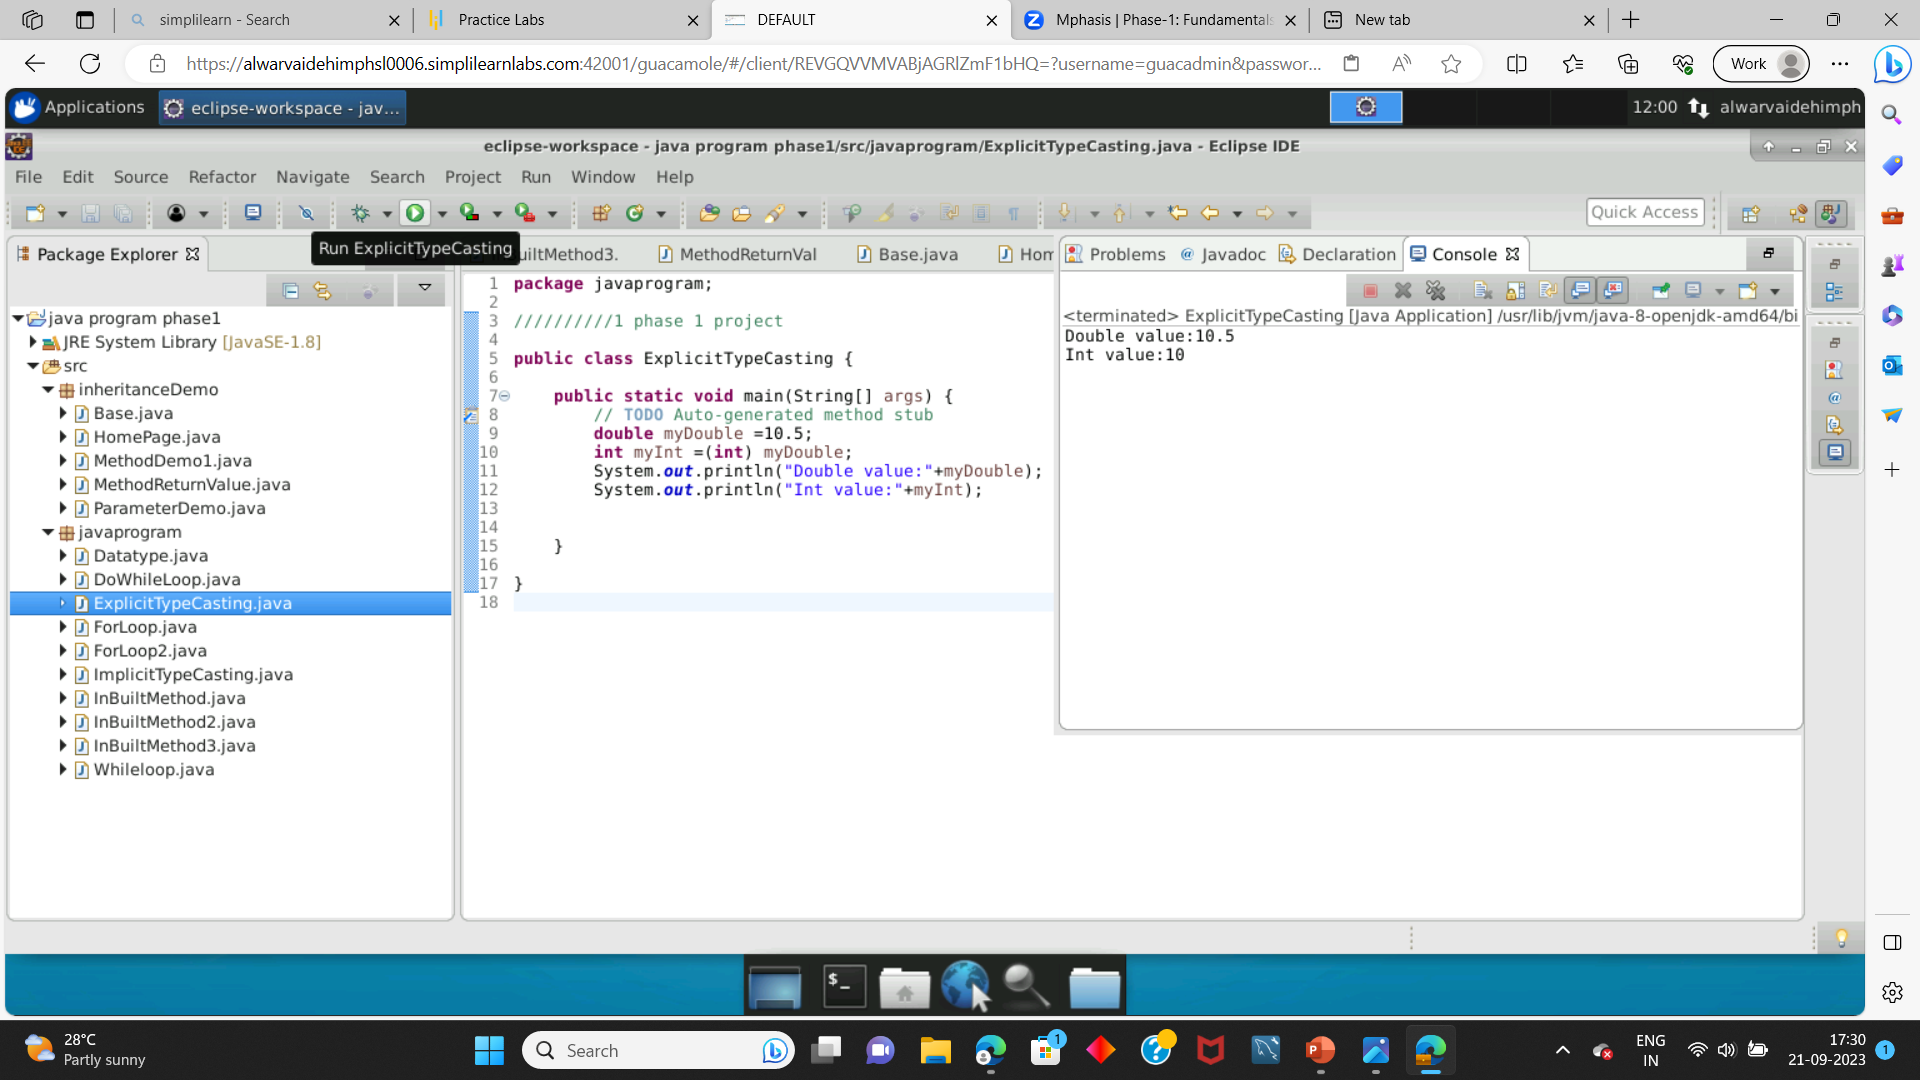 simplilearn - Search
Practice Labs
DEFAULT
Mphasis | Phase-1: Fundamentals
New tab
https://alwarvaidehimphsl0006.simplilearnlabs.com:42001/guacamole/#/client/REVGQVVMVABjAGRlZmF1bHQ=?username=guacadmin&passwor...
Work
Applications
eclipse-workspace - jav...
12:00
alwarvaidehimph
eclipse-workspace - java program phase1/src/javaprogram/ExplicitTypeCasting.java - Eclipse IDE
File Edit Source Refactor Navigate Search Project Run Window Help
Quick Access
Run ExplicitTypeCasting
Package Explorer
uiltMethod3.
MethodReturnVal
Base.java
Hom
Problems
Javadoc
Declaration
Console
java program phase1
JRE System Library [JavaSE-1.8]
src
inheritanceDemo
Base.java
HomePage.java
MethodDemo1.java
MethodReturnValue.java
ParameterDemo.java
javaprogram
Datatype.java
DoWhileLoop.java
ExplicitTypeCasting.java
ForLoop.java
ForLoop2.java
ImplicitTypeCasting.java
InBuiltMethod.java
InBuiltMethod2.java
InBuiltMethod3.java
Whileloop.java
1 package javaprogram;
2
3 //////////1 phase 1 project
4
5 public class ExplicitTypeCasting {
6
7 public static void main(String[] args) {
8 // TODO Auto-generated method stub
9 double myDouble =10.5;
10 int myInt =(int) myDouble;
11 System.out.println("Double value:"+myDouble);
12 System.out.println("Int value:"+myInt);
13
14
15 }
16
17 }
18
<terminated> ExplicitTypeCasting [Java Application] /usr/lib/jvm/java-8-openjdk-amd64/bi
Double value:10.5
Int value:10
28°C
Partly sunny
Search
1
ENG
IN
17:30
21-09-2023
1